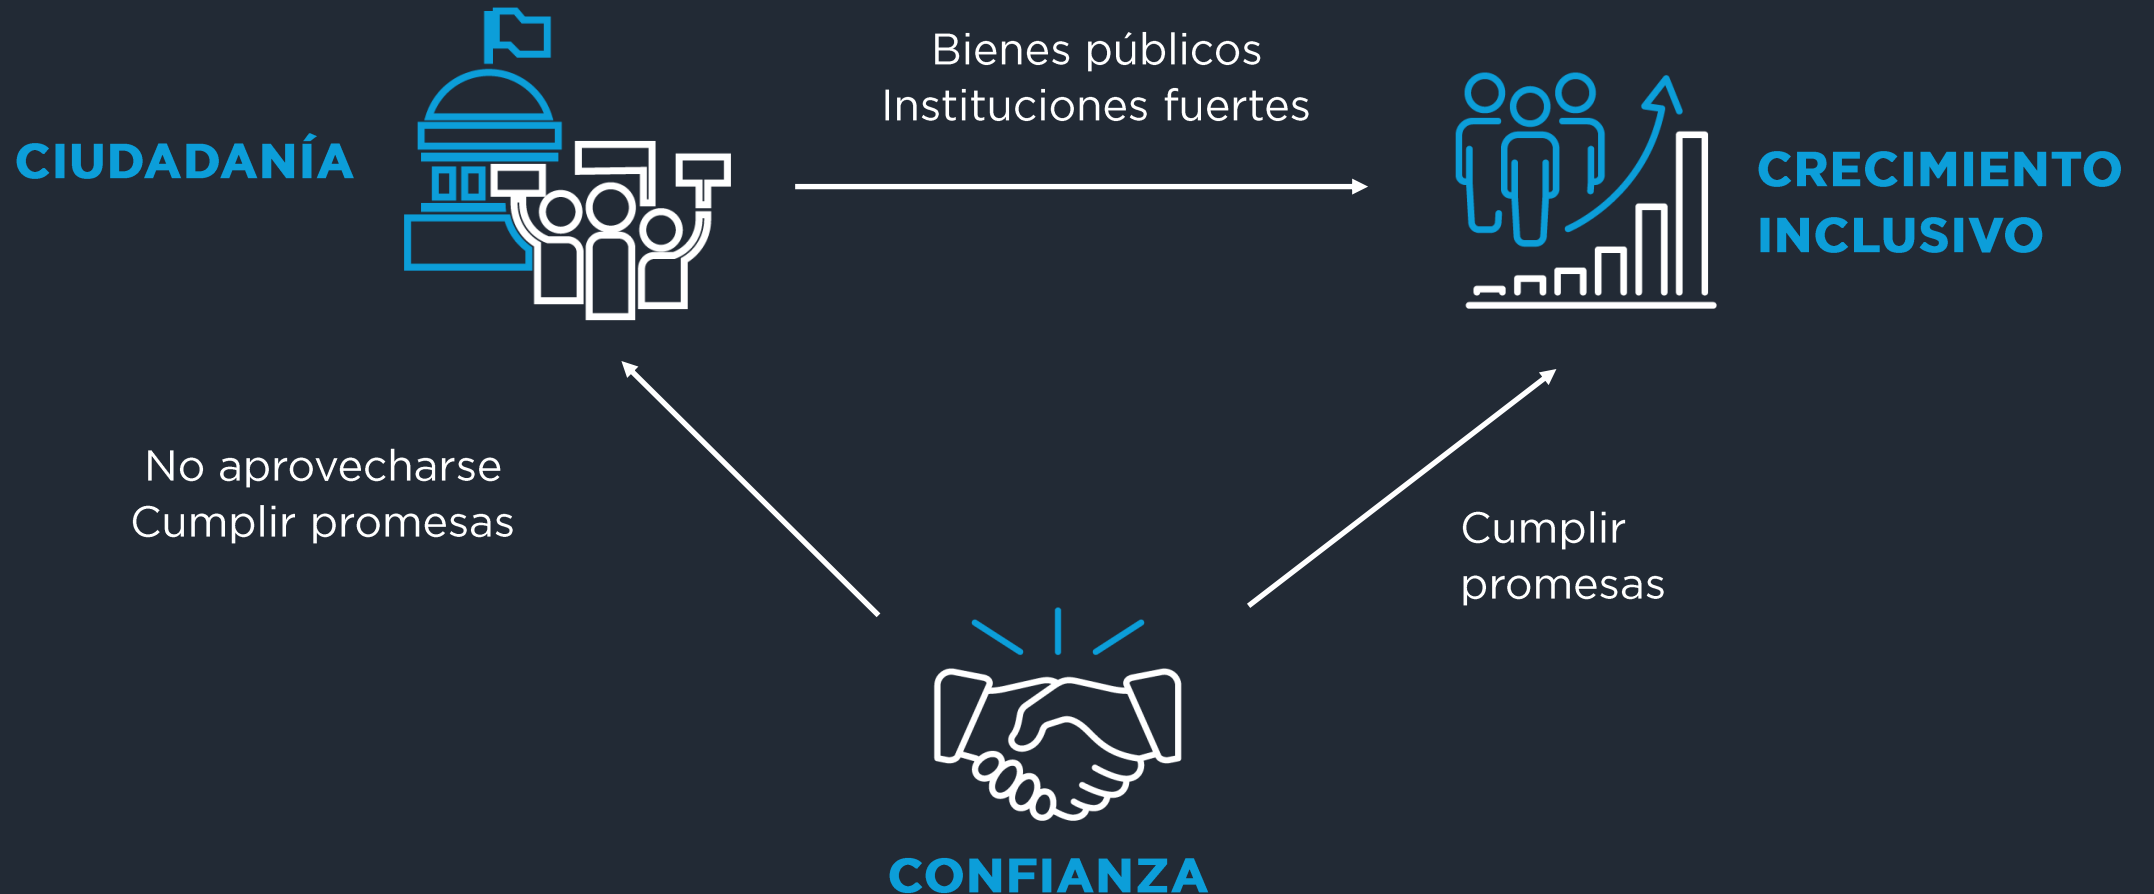 Bienes públicos
Instituciones fuertes
CIUDADANÍA
CRECIMIENTO
INCLUSIVO
No aprovecharse
Cumplir promesas
Cumplir
promesas
CONFIANZA